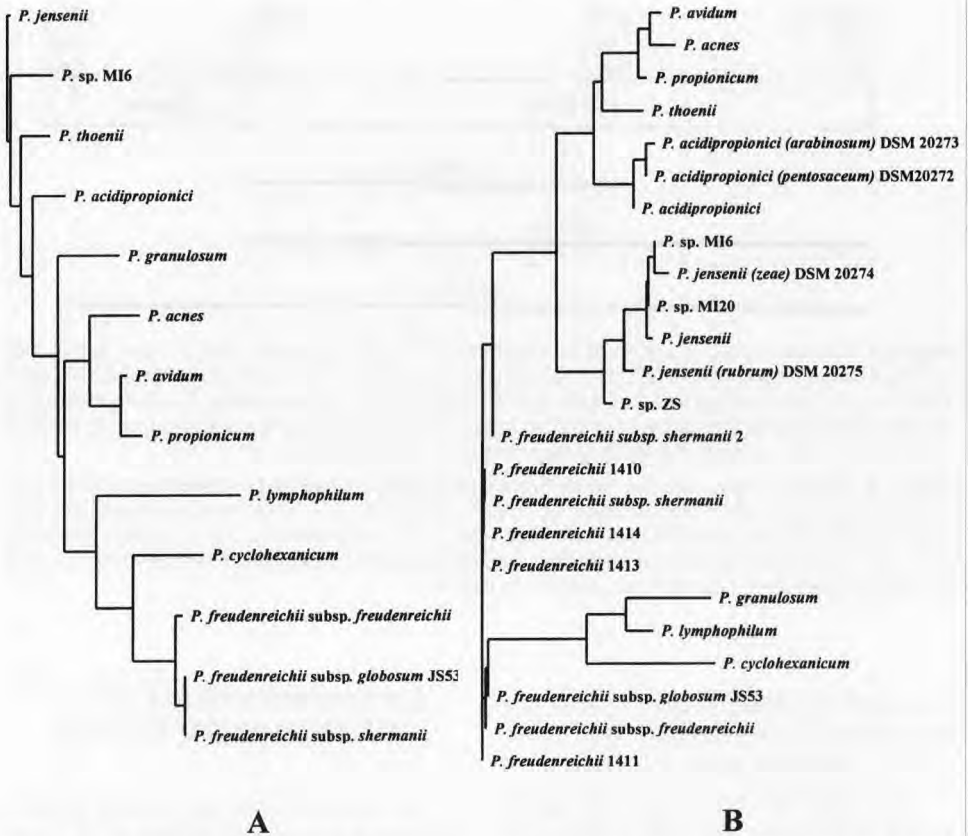 P. jensenii
P. sp. MI6
P. thoenii
P. acidipropionici
P. granulosum
P. acnes
P. avidum
P. propionicum
P. lymphophilum
P. cyclohexanicum
P. freudenreichii subsp. freudenreichii
P. freudenreichii subsp. globosum JS53
P. freudenreichii subsp. shermanii
A
P. avidum
P. acnes
P. propionicum
P. thoenii
P. acidipropionici (arabinosum) DSM 20273
P. acidipropionici (pentosaceum) DSM20272
P. acidipropionici
P. sp. MI6
P. jensenii (zeae) DSM 20274
P. sp. MI20
P. jensenii
P. jensenii (rubrum) DSM 20275
P. sp. ZS
P. freudenreichii subsp. shermanii 2
P. freudenreichii 1410
P. freudenreichii subsp. shermanii
P. freudenreichii 1414
P. freudenreichii 1413
P. granulosum
P. lymphophilum
P. cyclohexanicum
P. freudenreichii subsp. globosum JS53
P. freudenreichii subsp. freudenreichii
P. freudenreichii 1411
B